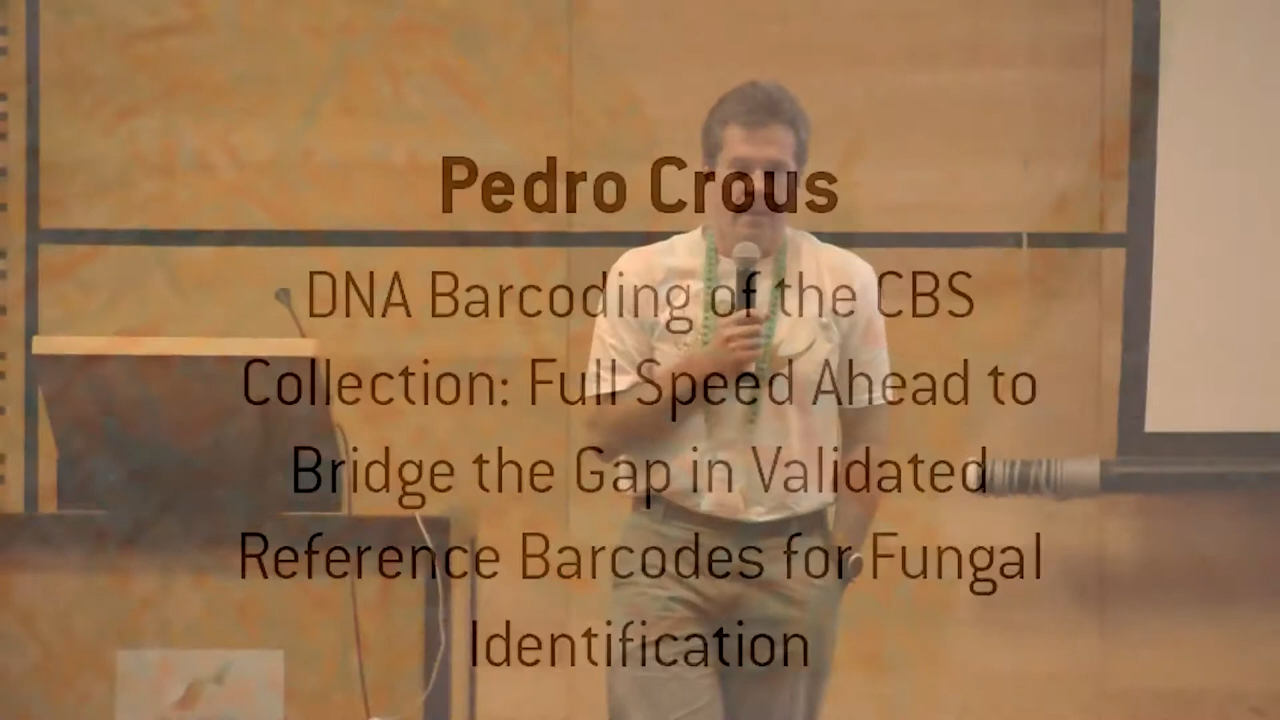 Pedro Crous
DNA Barcoding of the CBS
Collection: Full Speed Ahead to
Bridge the Gap in Validated
Reference Barcodes for Fungal
Identification